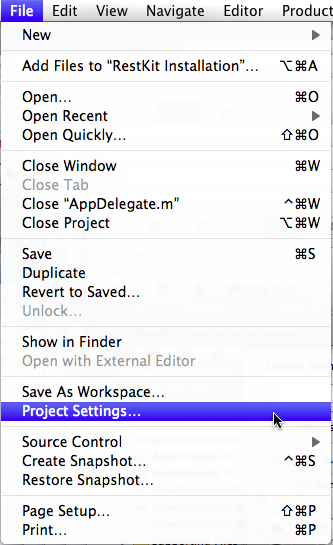 File Edit View Navigate Editor Product
New
Add Files to “RestKit Installation”... ⌥⌘A
Open... ⌘O
Open Recent
Open Quickly... ⇧⌘O
Close Window ⌘W
Close Tab
Close “AppDelegate.m” ^⌘W
Close Project ⌥⌘W
Save ⌘S
Duplicate
Revert to Saved...
Unlock...
Show in Finder
Open with External Editor
Save As Workspace...
Project Settings...
Source Control
Create Snapshot... ^⌘S
Restore Snapshot...
Page Setup... ⇧⌘P
Print... ⌘P